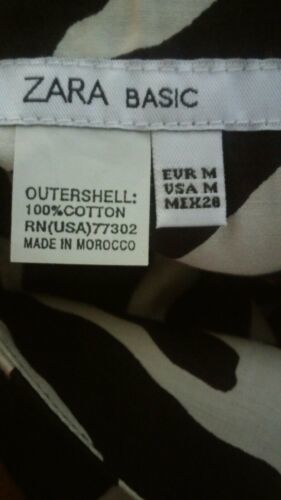 ZARA BASIC
OUTERSHELL:
100%COTTON
RN(USA)77302
MADE IN MOROCCO
EUR M
USA M
MEX28